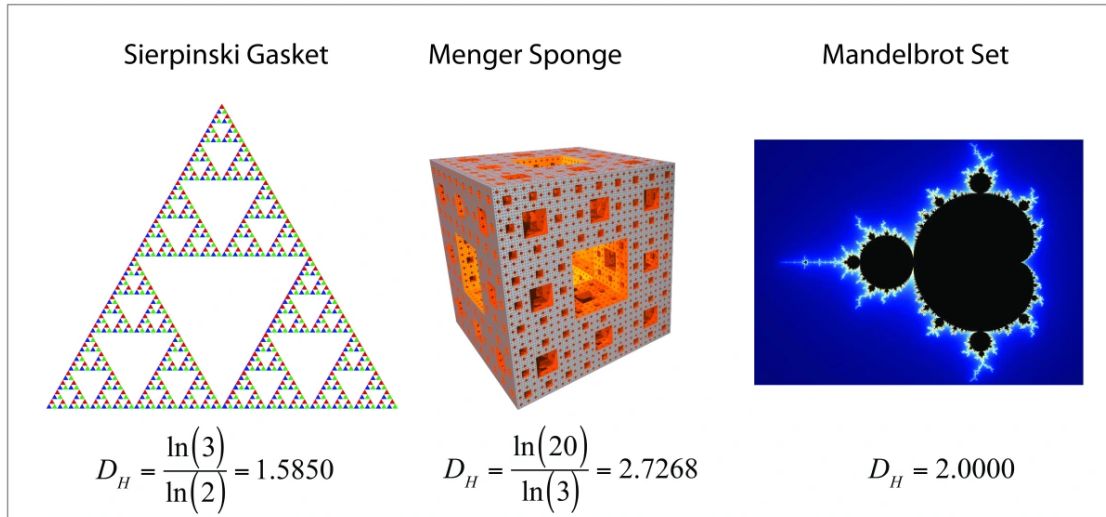 Sierpinski Gasket
Menger Sponge
Mandelbrot Set
D_H = ln(3)/ln(2) = 1.5850
D_H = ln(20)/ln(3) = 2.7268
D_H = 2.0000